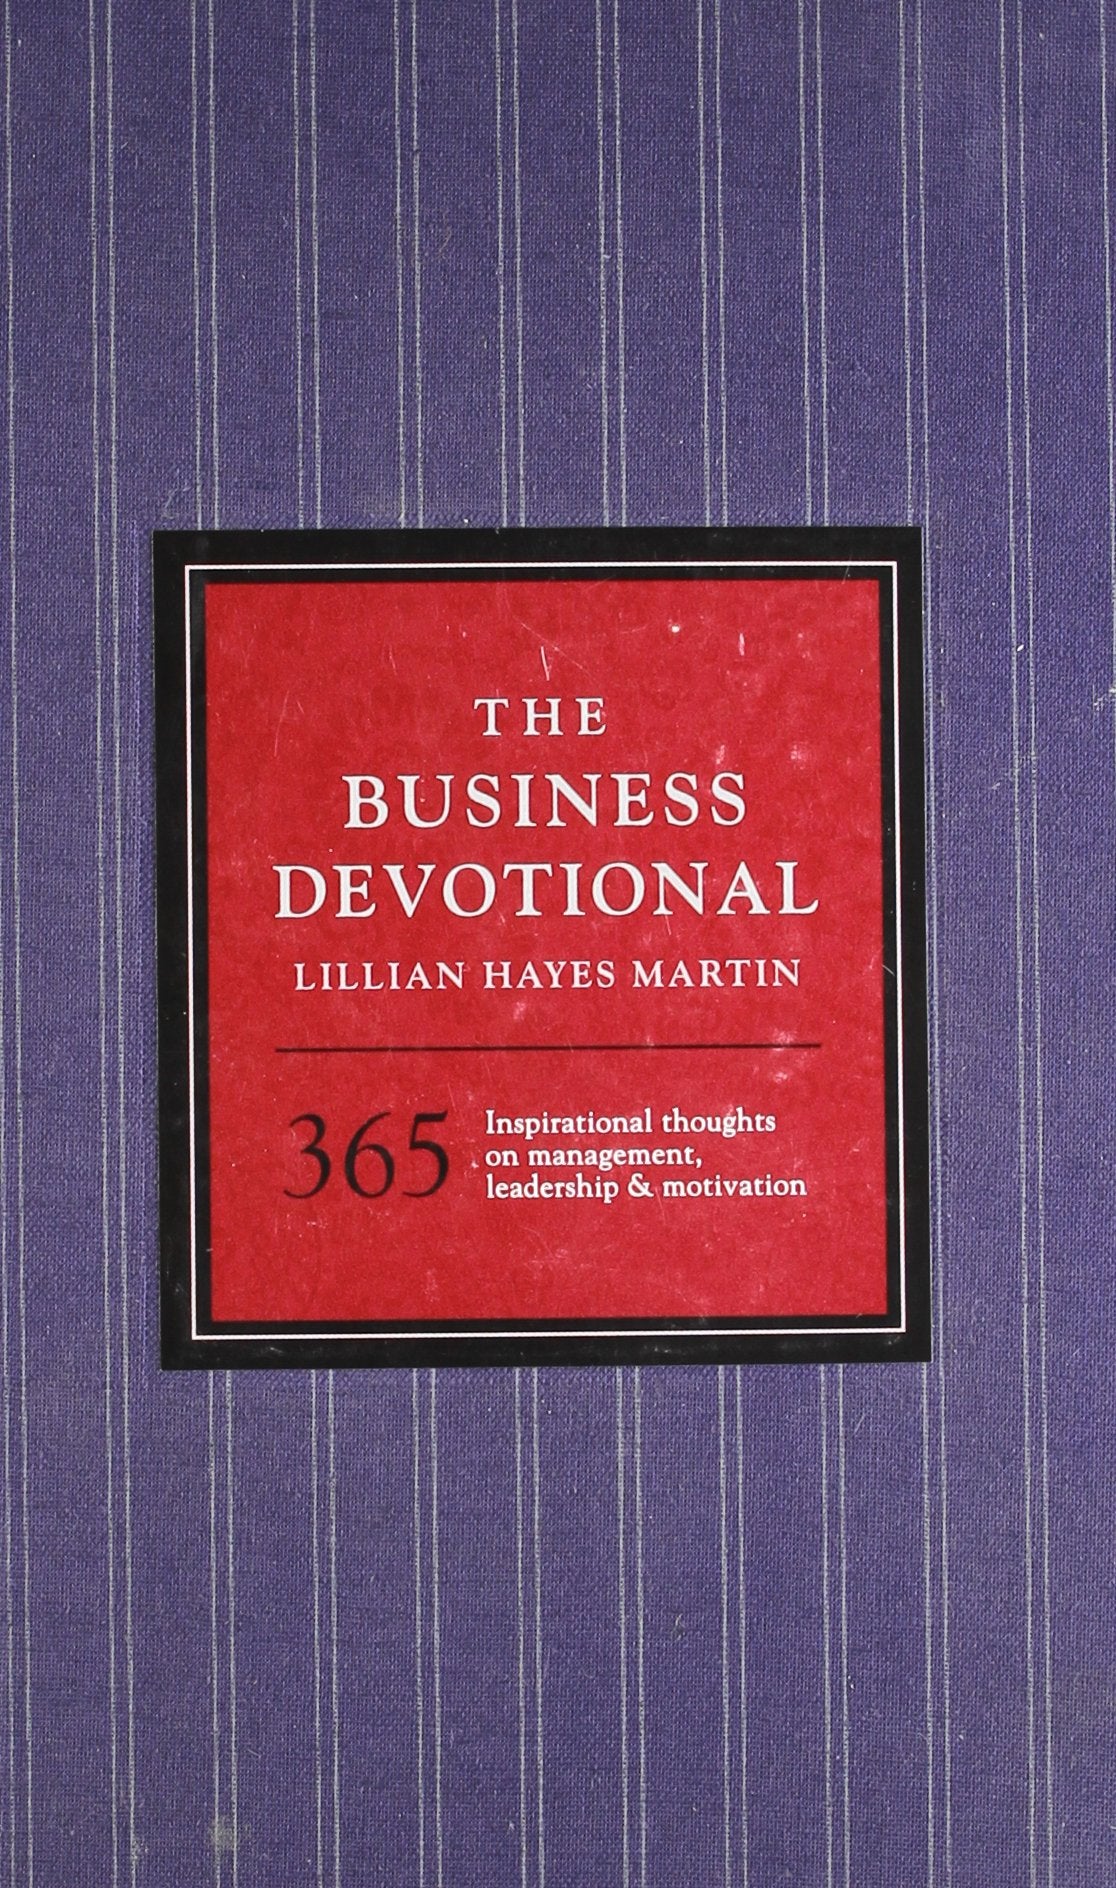 THE
BUSINESS
DEVOTIONAL
LILLIAN HAYES MARTIN
365
Inspirational thoughts
on management,
leadership & motivation